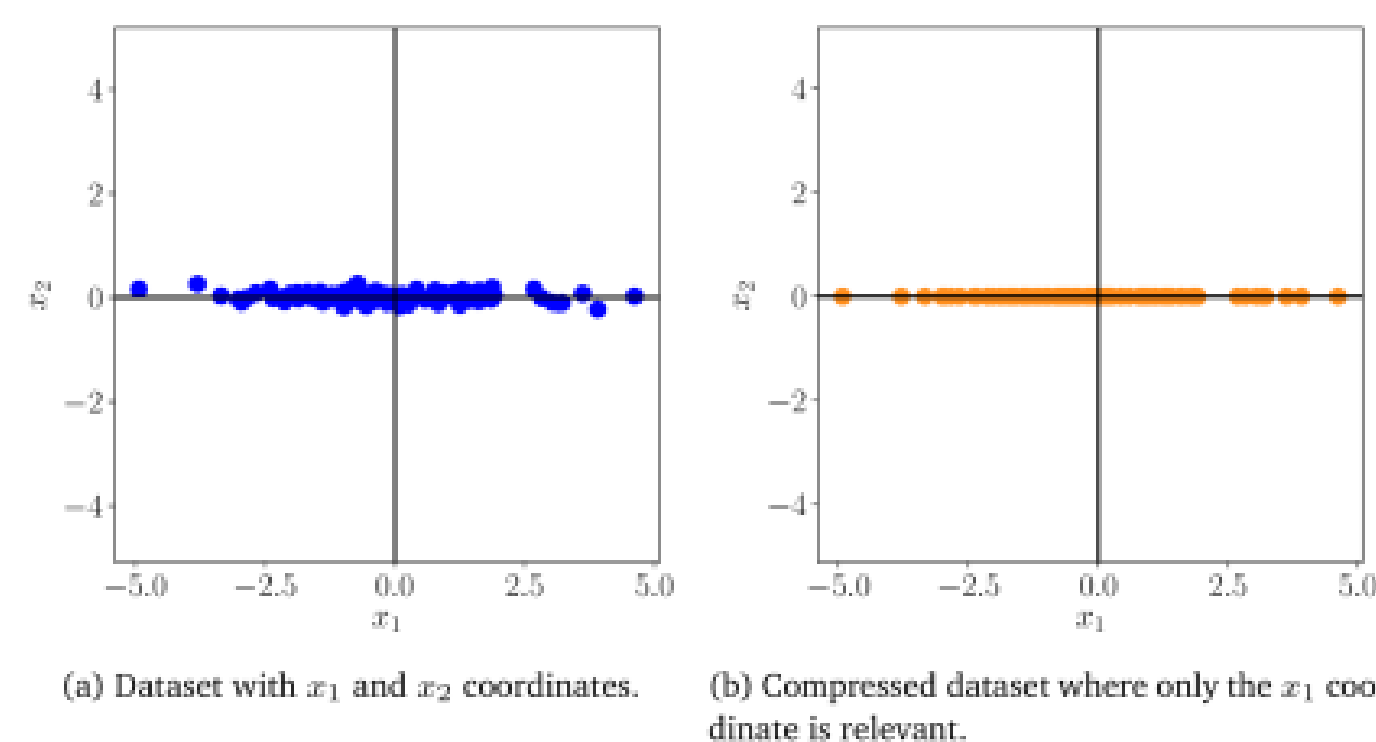 4
2
0
−2
−4
x₂
−5.0 −2.5 0.0 2.5 5.0
x₁
(a) Dataset with x₁ and x₂ coordinates.
4
2
0
−2
−4
x₂
−5.0 −2.5 0.0 2.5 5.0
x₁
(b) Compressed dataset where only the x₁ coo
dinate is relevant.